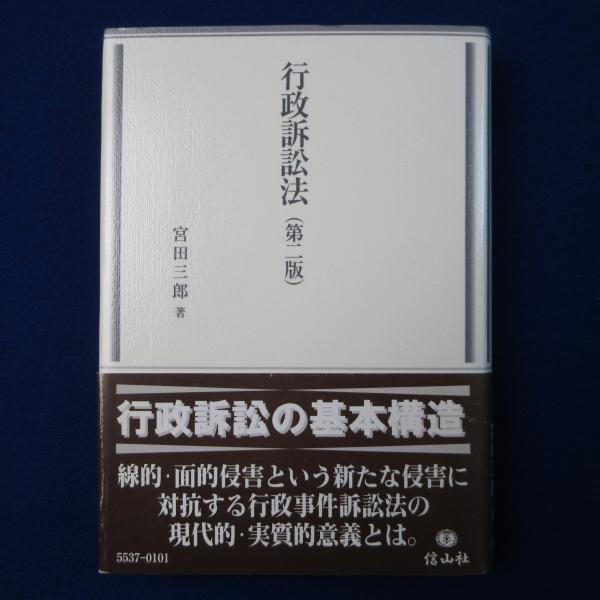 行政訴訟法（第二版）
宮田三郎 著
行政訴訟の基本構造
線的・面的侵害という新たな侵害に
対抗する行政事件訴訟法の
現代的・実質的意義とは。
5537-0101
信山社